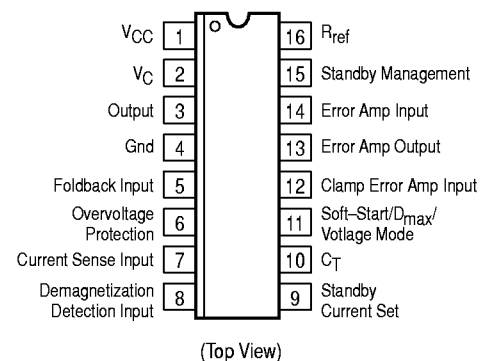 VCC 1
VC 2
Output 3
Gnd 4
Foldback Input 5
Overvoltage
Protection 6
Current Sense Input 7
Demagnetization
Detection Input 8
16 Rref
15 Standby Management
14 Error Amp Input
13 Error Amp Output
12 Clamp Error Amp Input
11 Soft–Start/Dmax/
Votlage Mode
10 CT
9 Standby
Current Set
(Top View)